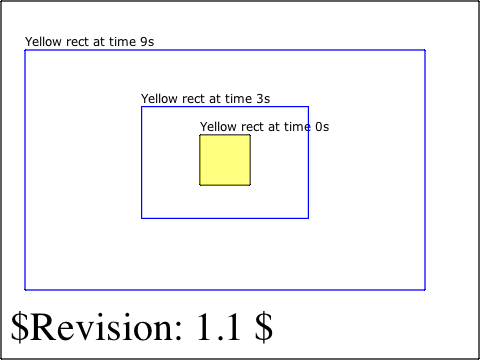 Yellow rect at time 9s
Yellow rect at time 3s
Yellow rect at time 0s
$Revision: 1.1 $